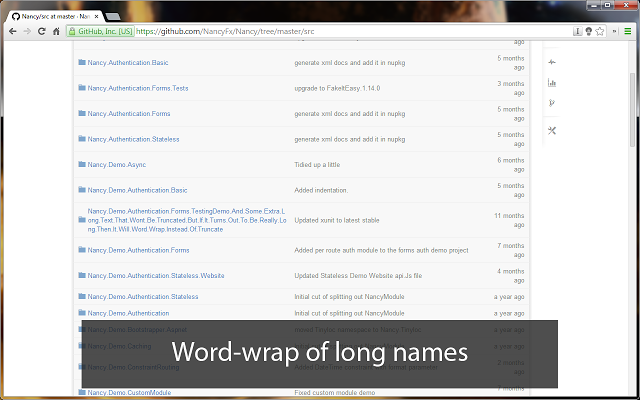 Nancy/src at master · Nan
GitHub, Inc. [US] https://github.com/NancyFx/Nancy/tree/master/src
Nancy.Authentication.Basic generate xml docs and add it in nupkg 5 months
ago
Nancy.Authentication.Forms.Tests upgrade to FakeItEasy.1.14.0 3 months
ago
Nancy.Authentication.Forms generate xml docs and add it in nupkg 5 months
ago
Nancy.Authentication.Stateless generate xml docs and add it in nupkg 5 months
ago
Nancy.Demo.Async Tidied up a little 6 months
ago
Nancy.Demo.Authentication.Basic Added indentation. 5 months
ago
Nancy.Demo.Authentication.Forms.TestingDemo.And.Some.Extra.L
ong.Text.That.Wont.Be.Truncated.But.If.It.Turns.Out.To.Be.Really.Lo
ng.Then.It.Will.Word.Wrap.Instead.Of.Truncate Updated xunit to latest stable 11 months
ago
Nancy.Demo.Authentication.Forms Added per route auth module to the forms auth demo project 7 months
ago
Nancy.Demo.Authentication.Stateless.Website Updated Stateless Demo Website api.Js file 4 months
ago
Nancy.Demo.Authentication.Stateless Initial cut of splitting out NancyModule a year ago
Nancy.Demo.Authentication Initial cut of splitting out NancyModule a year ago
Nancy.Demo.Bootstrapper.Aspnet a year ago
Nancy.Demo.Caching a year ago
Nancy.Demo.ConstraintRouting
Word-wrap of long names
Nancy.Demo.CustomModule Fixed custom module demo 7 months